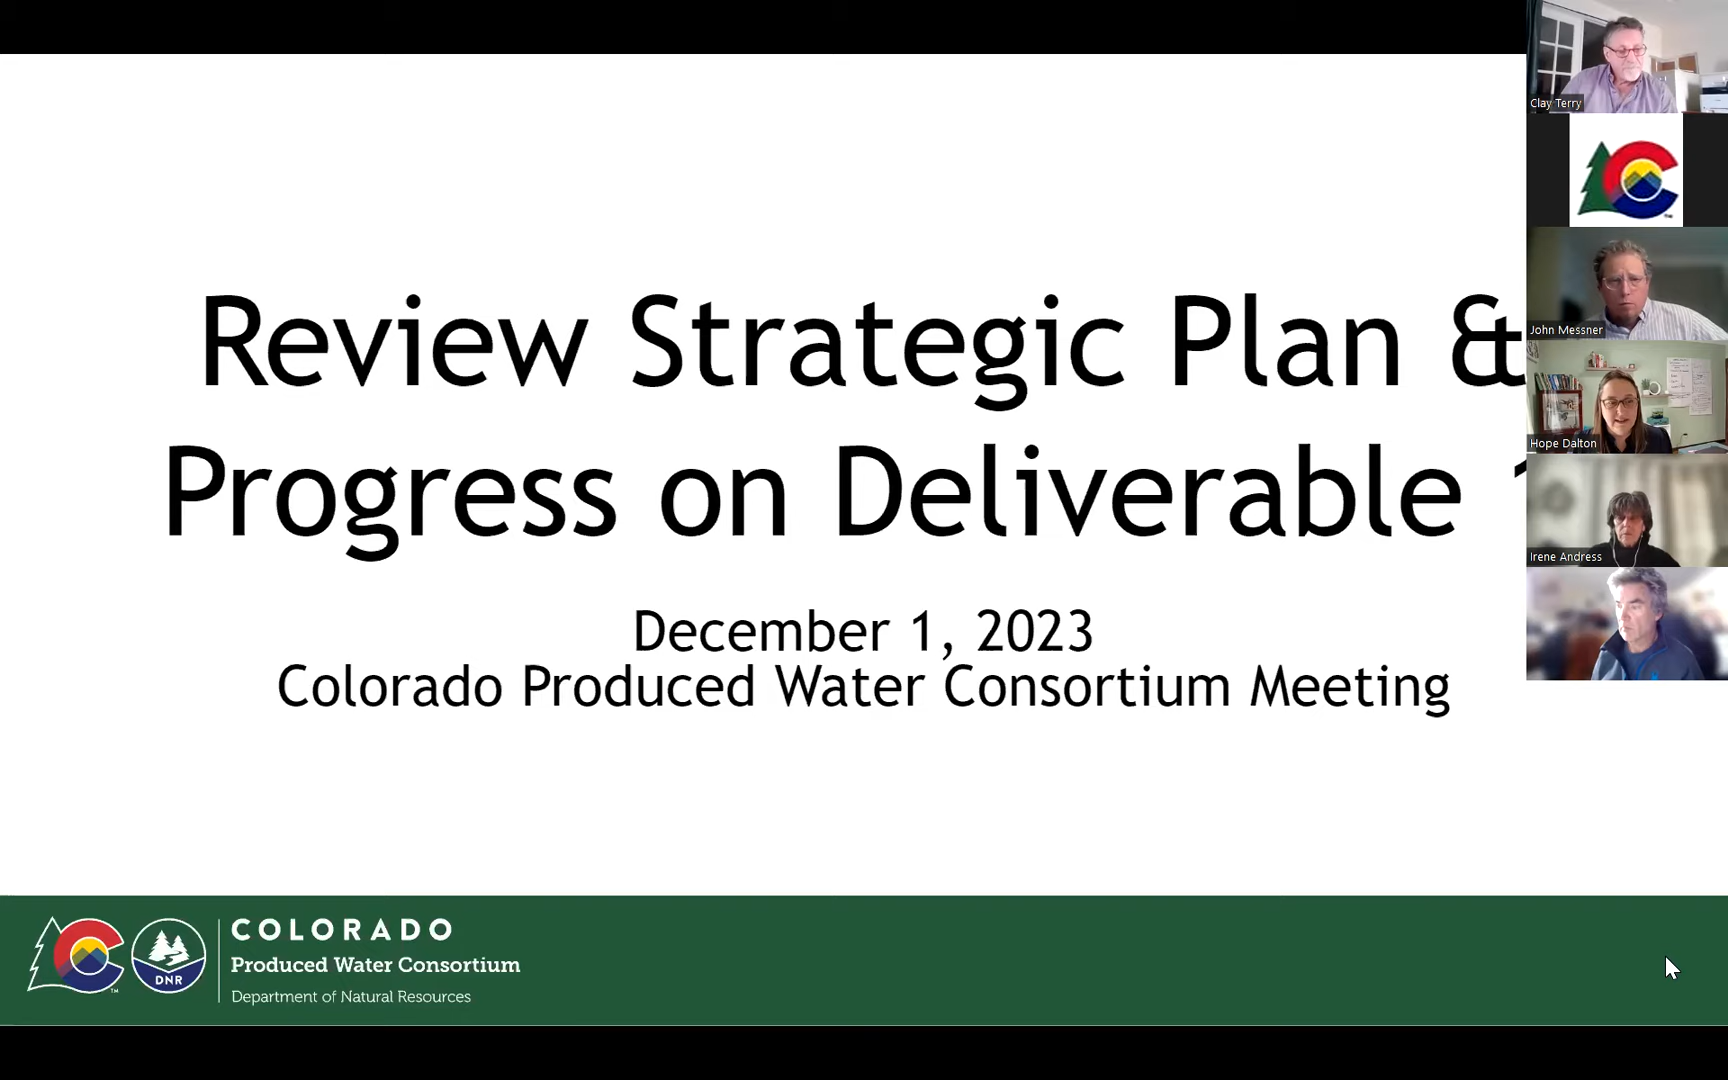 Review Strategic Plan &
Progress on Deliverable
December 1, 2023
Colorado Produced Water Consortium Meeting
Clay Terry
John Messner
Hope Dalton
Irene Andress
COLORADO
Produced Water Consortium
Department of Natural Resources
DNR
TM